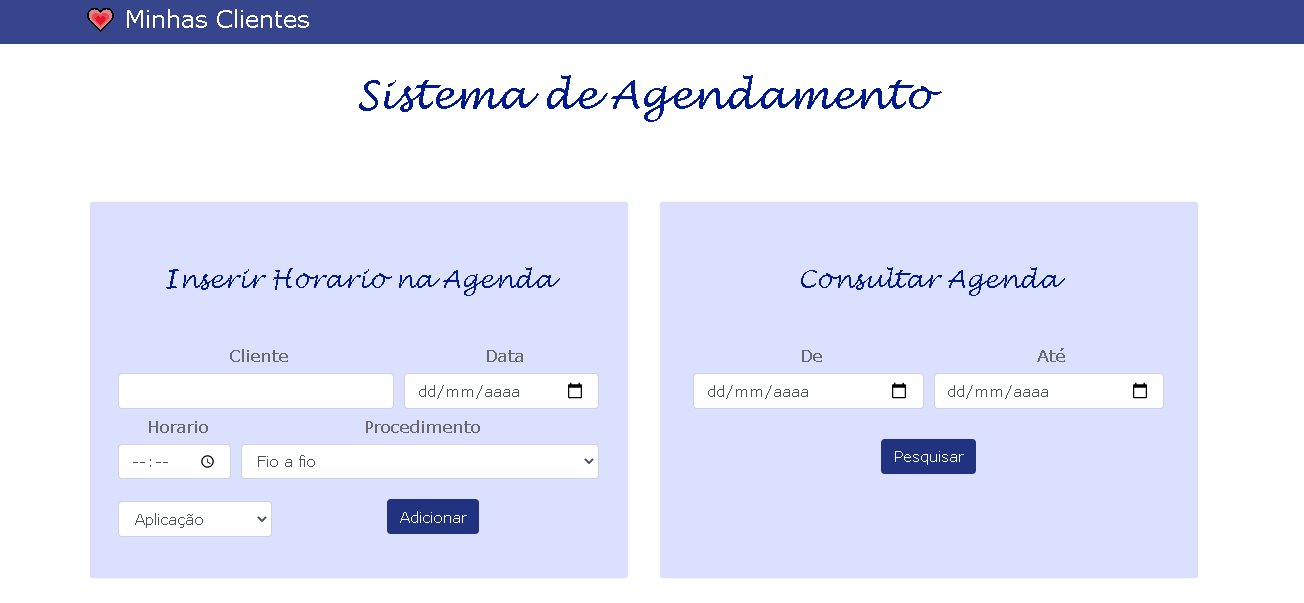 Minhas Clientes
Sistema de Agendamento
Inserir Horario na Agenda
Cliente Data
dd/mm/aaaa
Horario Procedimento
--:-- Fio a fio
Aplicação Adicionar
Consultar Agenda
De Até
dd/mm/aaaa dd/mm/aaaa
Pesquisar